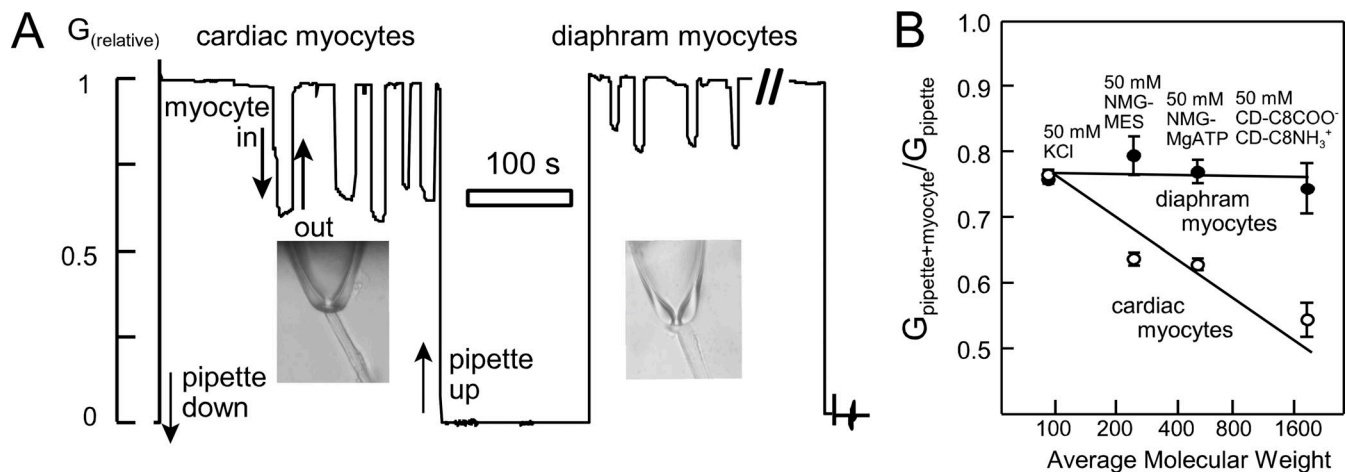 A
G(relative)
cardiac myocytes
diaphram myocytes
1
myocyte
in
out
100 s
0.5
pipette
down
0
pipette
up
B
Gpipette+myocyte/Gpipette
1.0
0.9
0.8
0.7
0.6
0.5
50 mM
KCl
50 mM
NMG-
MES
50 mM
NMG-
MgATP
50 mM
CD-C8COO-
CD-C8NH3+
diaphram
myocytes
cardiac
myocytes
100 200 400 800 1600
Average Molecular Weight